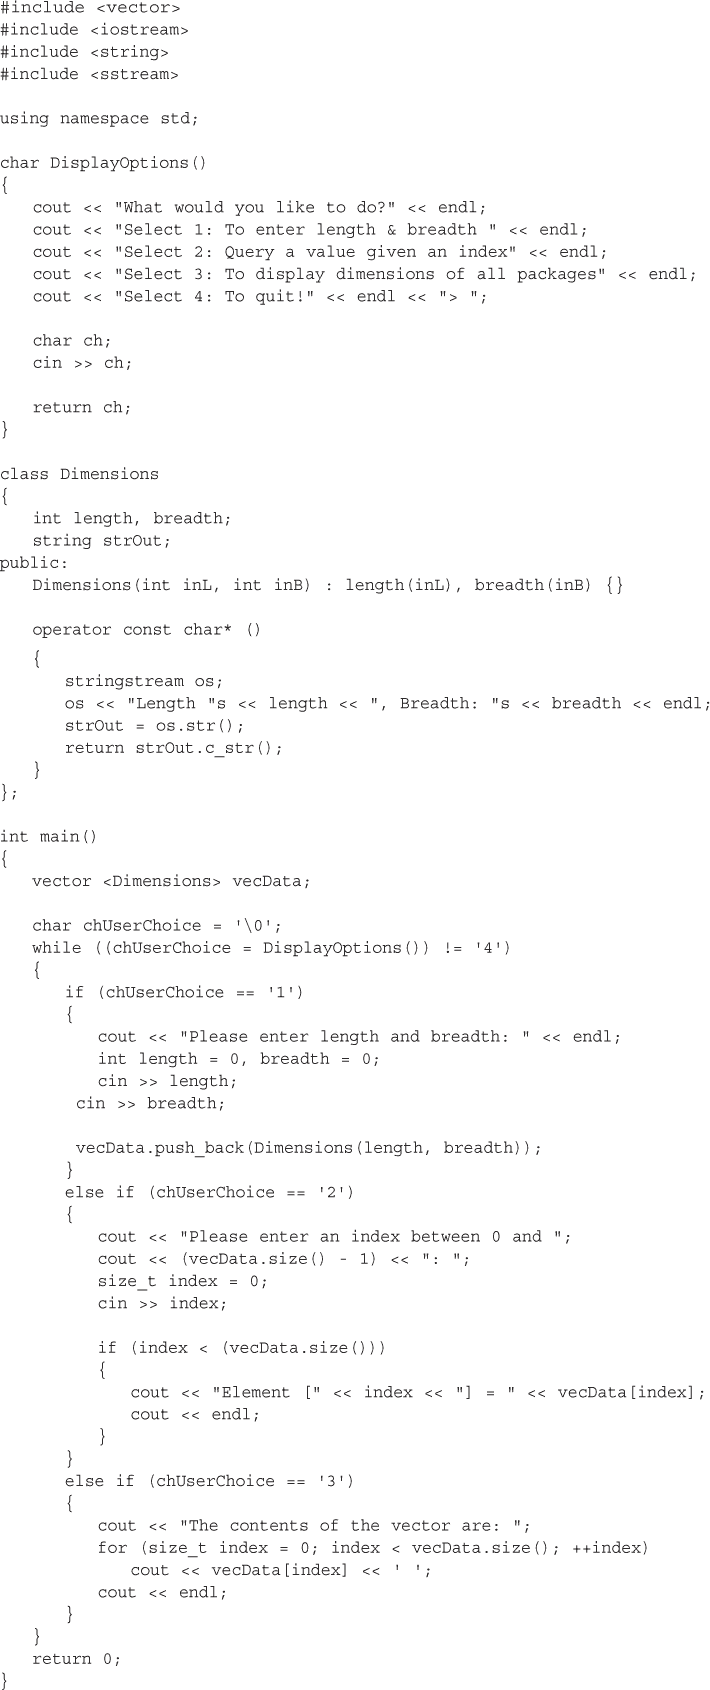 #include <vector>
#include <iostream>
#include <string>
#include <sstream>

using namespace std;

char DisplayOptions()
{
   cout << "What would you like to do?" << endl;
   cout << "Select 1: To enter length & breadth " << endl;
   cout << "Select 2: Query a value given an index" << endl;
   cout << "Select 3: To display dimensions of all packages" << endl;
   cout << "Select 4: To quit!" << endl << "> ";

   char ch;
   cin >> ch;

   return ch;
}

class Dimensions
{
   int length, breadth;
   string strOut;
public:
   Dimensions(int inL, int inB) : length(inL), breadth(inB) {}

   operator const char* ()
   {
      stringstream os;
      os << "Length "s << length << ", Breadth: "s << breadth << endl;
      strOut = os.str();
      return strOut.c_str();
   }
};

int main()
{
   vector <Dimensions> vecData;

   char chUserChoice = '\0';
   while ((chUserChoice = DisplayOptions()) != '4')
   {
      if (chUserChoice == '1')
      {
         cout << "Please enter length and breadth: " << endl;
         int length = 0, breadth = 0;
         cin >> length;
       cin >> breadth;

       vecData.push_back(Dimensions(length, breadth));
      }
      else if (chUserChoice == '2')
      {
         cout << "Please enter an index between 0 and ";
         cout << (vecData.size() - 1) << ": ";
         size_t index = 0;
         cin >> index;

         if (index < (vecData.size()))
         {
            cout << "Element [" << index << "] = " << vecData[index];
            cout << endl;
         }
      }
      else if (chUserChoice == '3')
      {
         cout << "The contents of the vector are: ";
         for (size_t index = 0; index < vecData.size(); ++index)
            cout << vecData[index] << ' ';
         cout << endl;
      }
   }
   return 0;
}